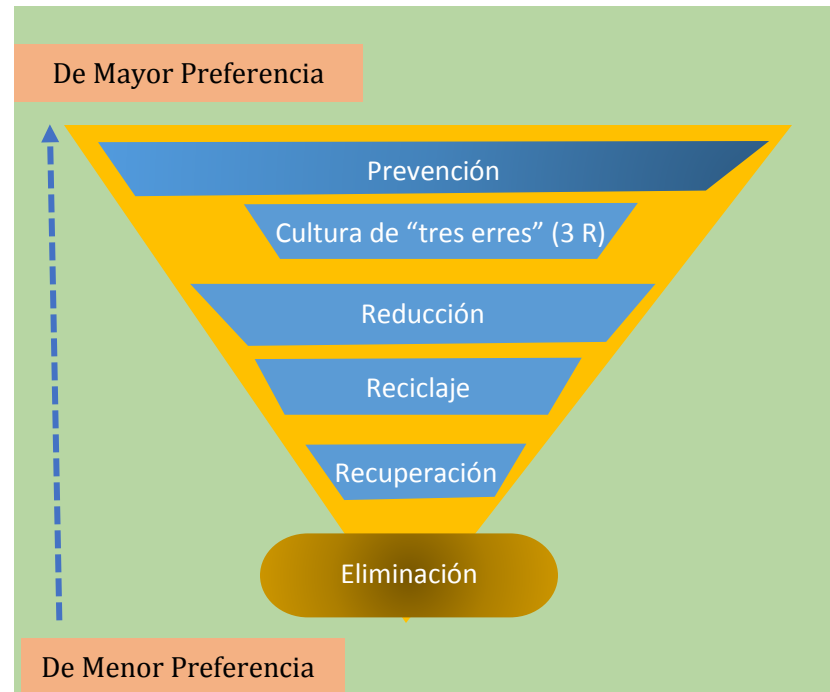 De Mayor Preferencia
Prevención
Cultura de “tres erres” (3 R)
Reducción
Reciclaje
Recuperación
Eliminación
De Menor Preferencia